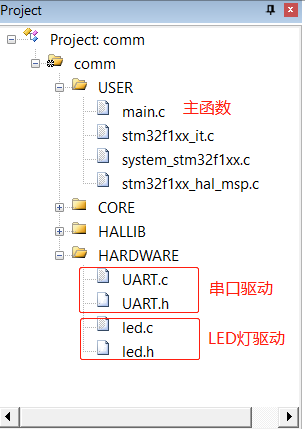 Project
Project: comm
comm
USER
main.c 主函数
stm32f1xx_it.c
system_stm32f1xx.c
stm32f1xx_hal_msp.c
CORE
HALLIB
HARDWARE
UART.c
UART.h
串口驱动
led.c
led.h
LED灯驱动